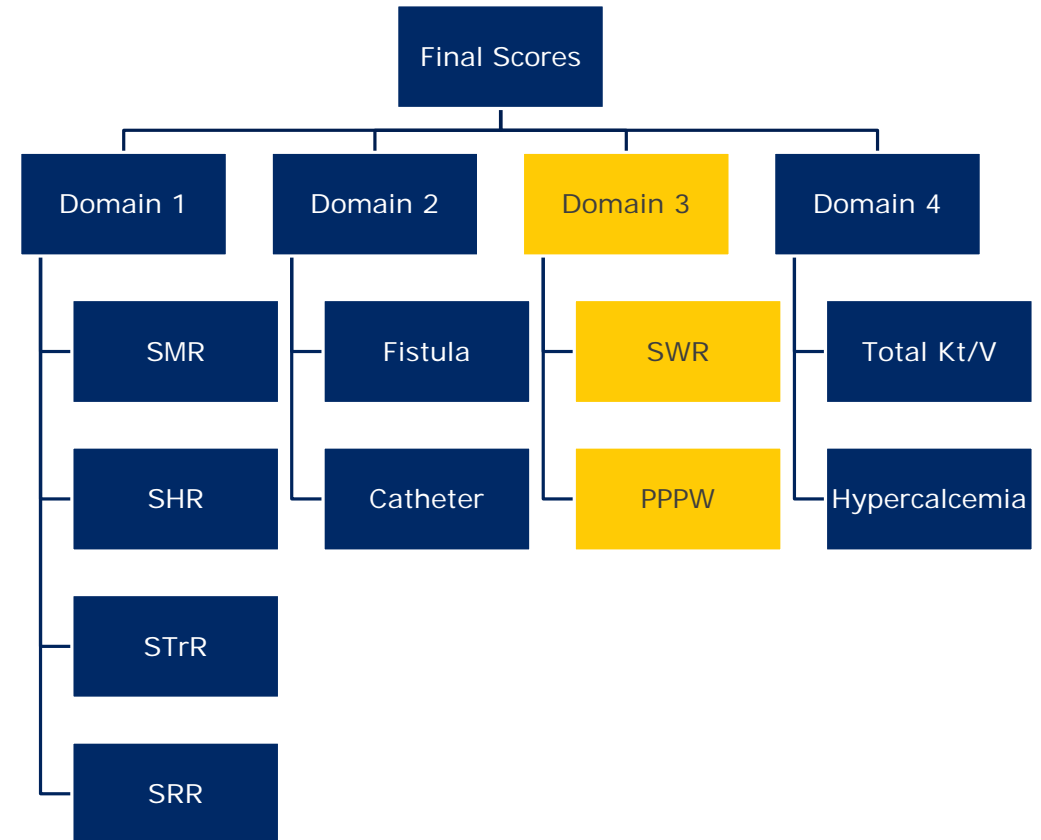 Final Scores
Domain 1
Domain 2
Domain 3
Domain 4
SMR
Fistula
SWR
Total Kt/V
SHR
Catheter
PPPW
Hypercalcemia
STrR
SRR